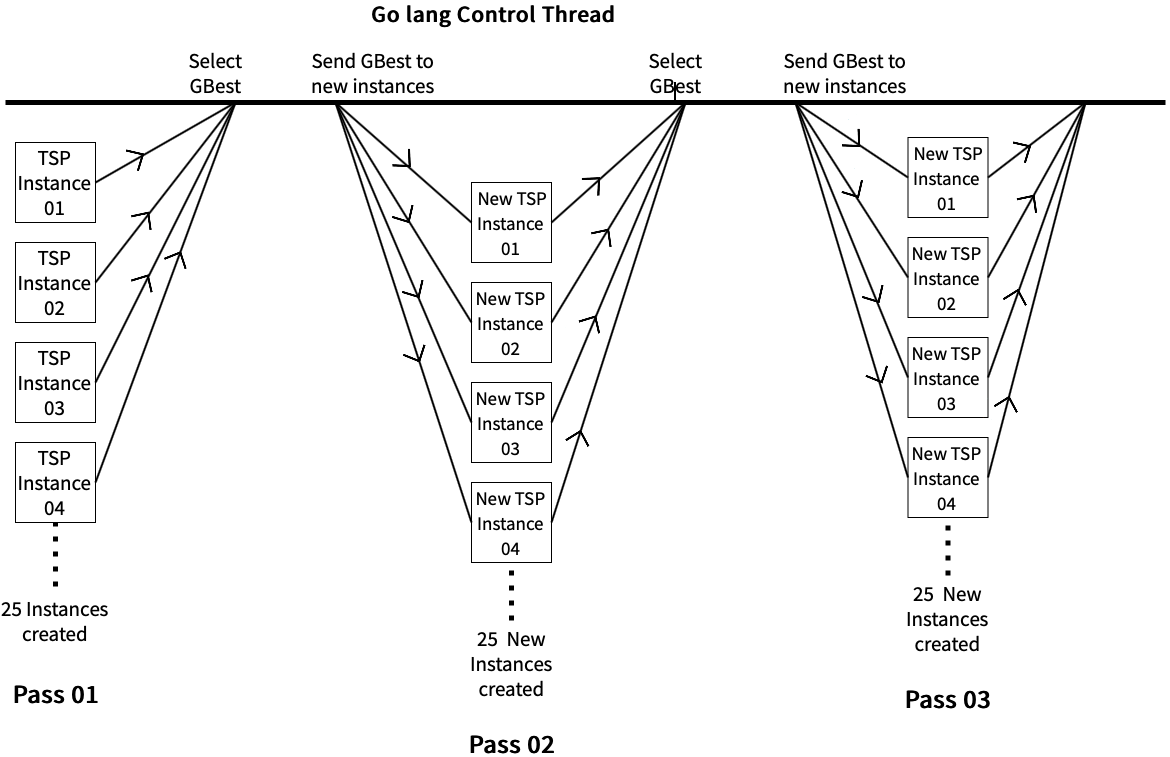 Go lang Control Thread
Select
GBest
Send GBest to
new instances
Select
GBest
Send GBest to
new instances
TSP
Instance
01
TSP
Instance
02
TSP
Instance
03
TSP
Instance
04
25 Instances
created
Pass 01
New TSP
Instance
01
New TSP
Instance
02
New TSP
Instance
03
New TSP
Instance
04
25 New
Instances
created
Pass 02
New TSP
Instance
01
New TSP
Instance
02
New TSP
Instance
03
New TSP
Instance
04
25 New
Instances
created
Pass 03